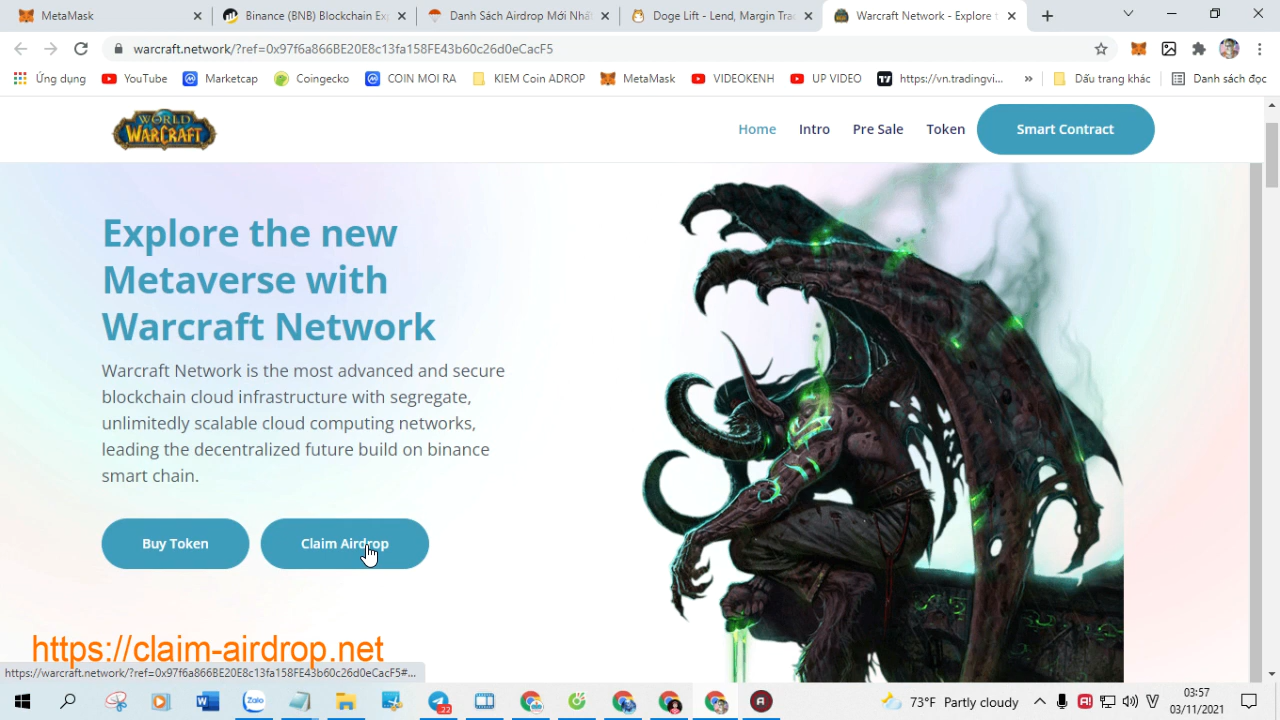 MetaMask
Binance (BNB) Blockchain Exp
Danh Sách Airdrop Mới Nhất
Doge Lift - Lend, Margin Trac
Warcraft Network - Explore t
warcraft.network/?ref=0x97f6a866BE20E8c13fa158FE43b60c26d0eCacF5
Ứng dụng
YouTube
Marketcap
Coingecko
COIN MOI RA
KIEM Coin ADROP
MetaMask
VIDEOKENH
UP VIDEO
https://vn.tradingvi...
»
Dấu trang khác
Danh sách đọc
WORLD
WARCRAFT
Home
Intro
Pre Sale
Token
Smart Contract
Explore the new
Metaverse with
Warcraft Network
Warcraft Network is the most advanced and secure
blockchain cloud infrastructure with segregate,
unlimitedly scalable cloud computing networks,
leading the decentralized future build on binance
smart chain.
Buy Token
Claim Airdrop
https://claim-airdrop.net
https://warcraft.network/?ref=0x97f6a866BE20E8c13fa158FE43b60c26d0eCacF5#...
Zalo
22
73°F Partly cloudy
03:57
03/11/2021